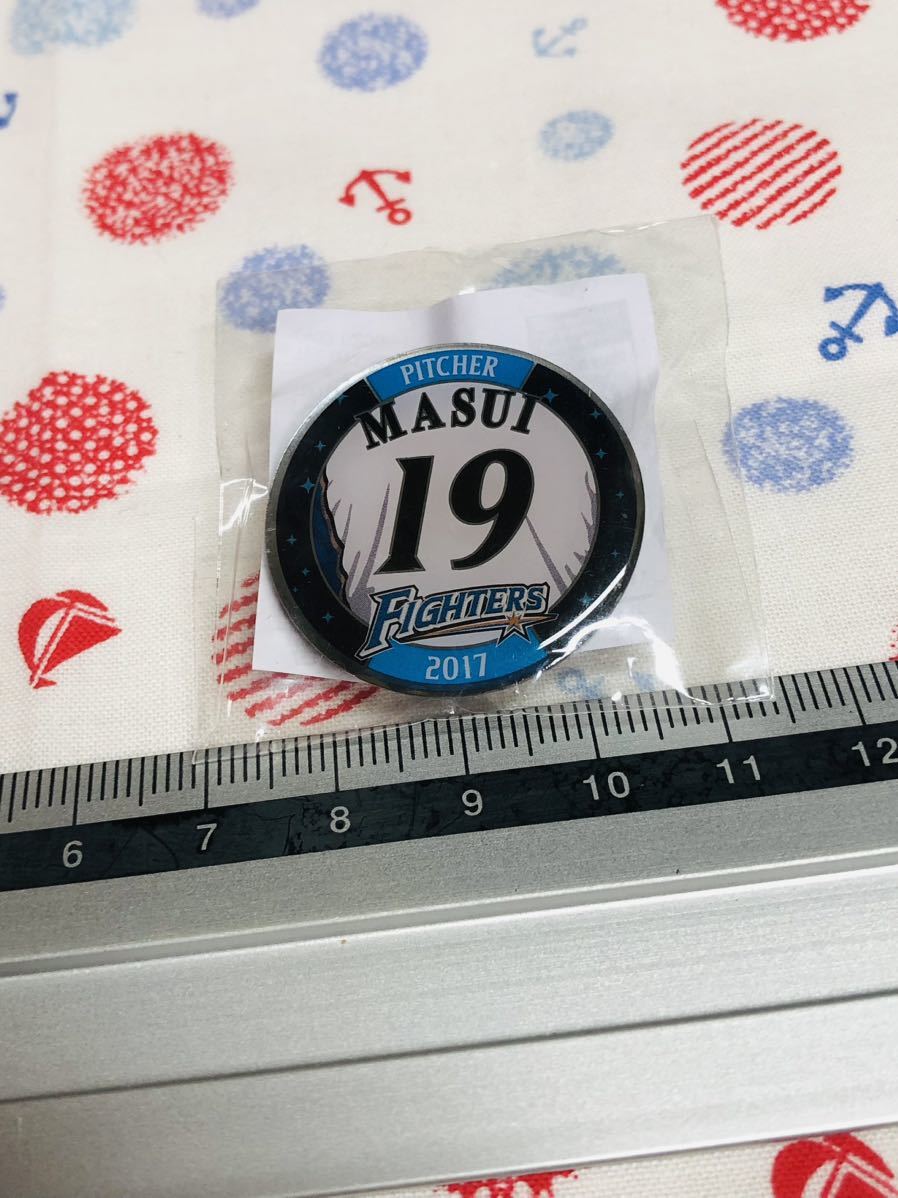 PITCHER
MASUI
19
FIGHTERS
2017
6 7 8 9 10 11 12